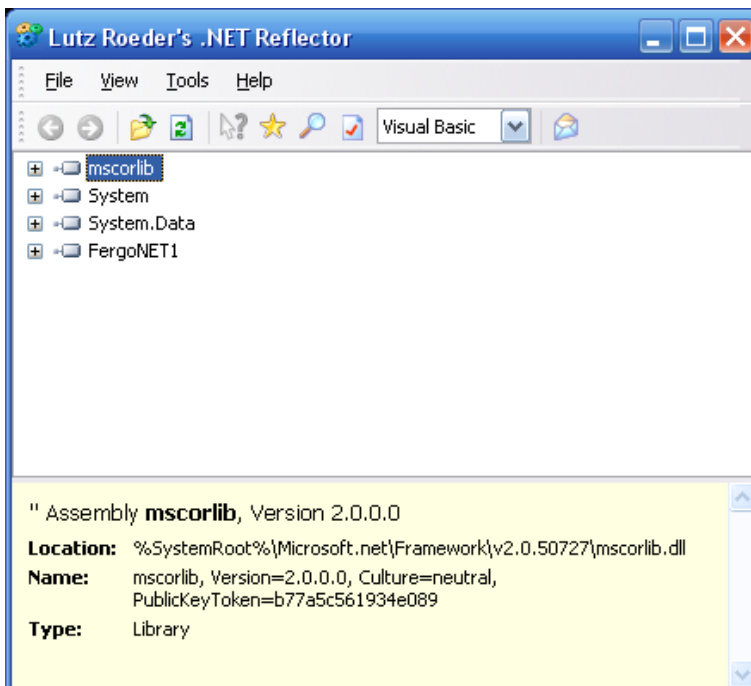 Lutz Roeder's .NET Reflector
File View Tools Help
Visual Basic
mscorlib
System
System.Data
FergoNET1
" Assembly mscorlib, Version 2.0.0.0
Location: %SystemRoot%\Microsoft.net\Framework\v2.0.50727\mscorlib.dll
Name: mscorlib, Version=2.0.0.0, Culture=neutral,
PublicKeyToken=b77a5c561934e089
Type: Library